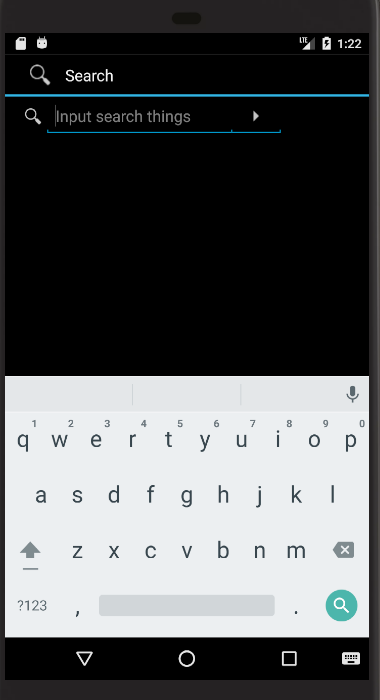 LTE 1:22
Search
Input search things
1 2 3 4 5 6 7 8 9 0
q w e r t y u i o p
a s d f g h j k l
z x c v b n m
?123 , .